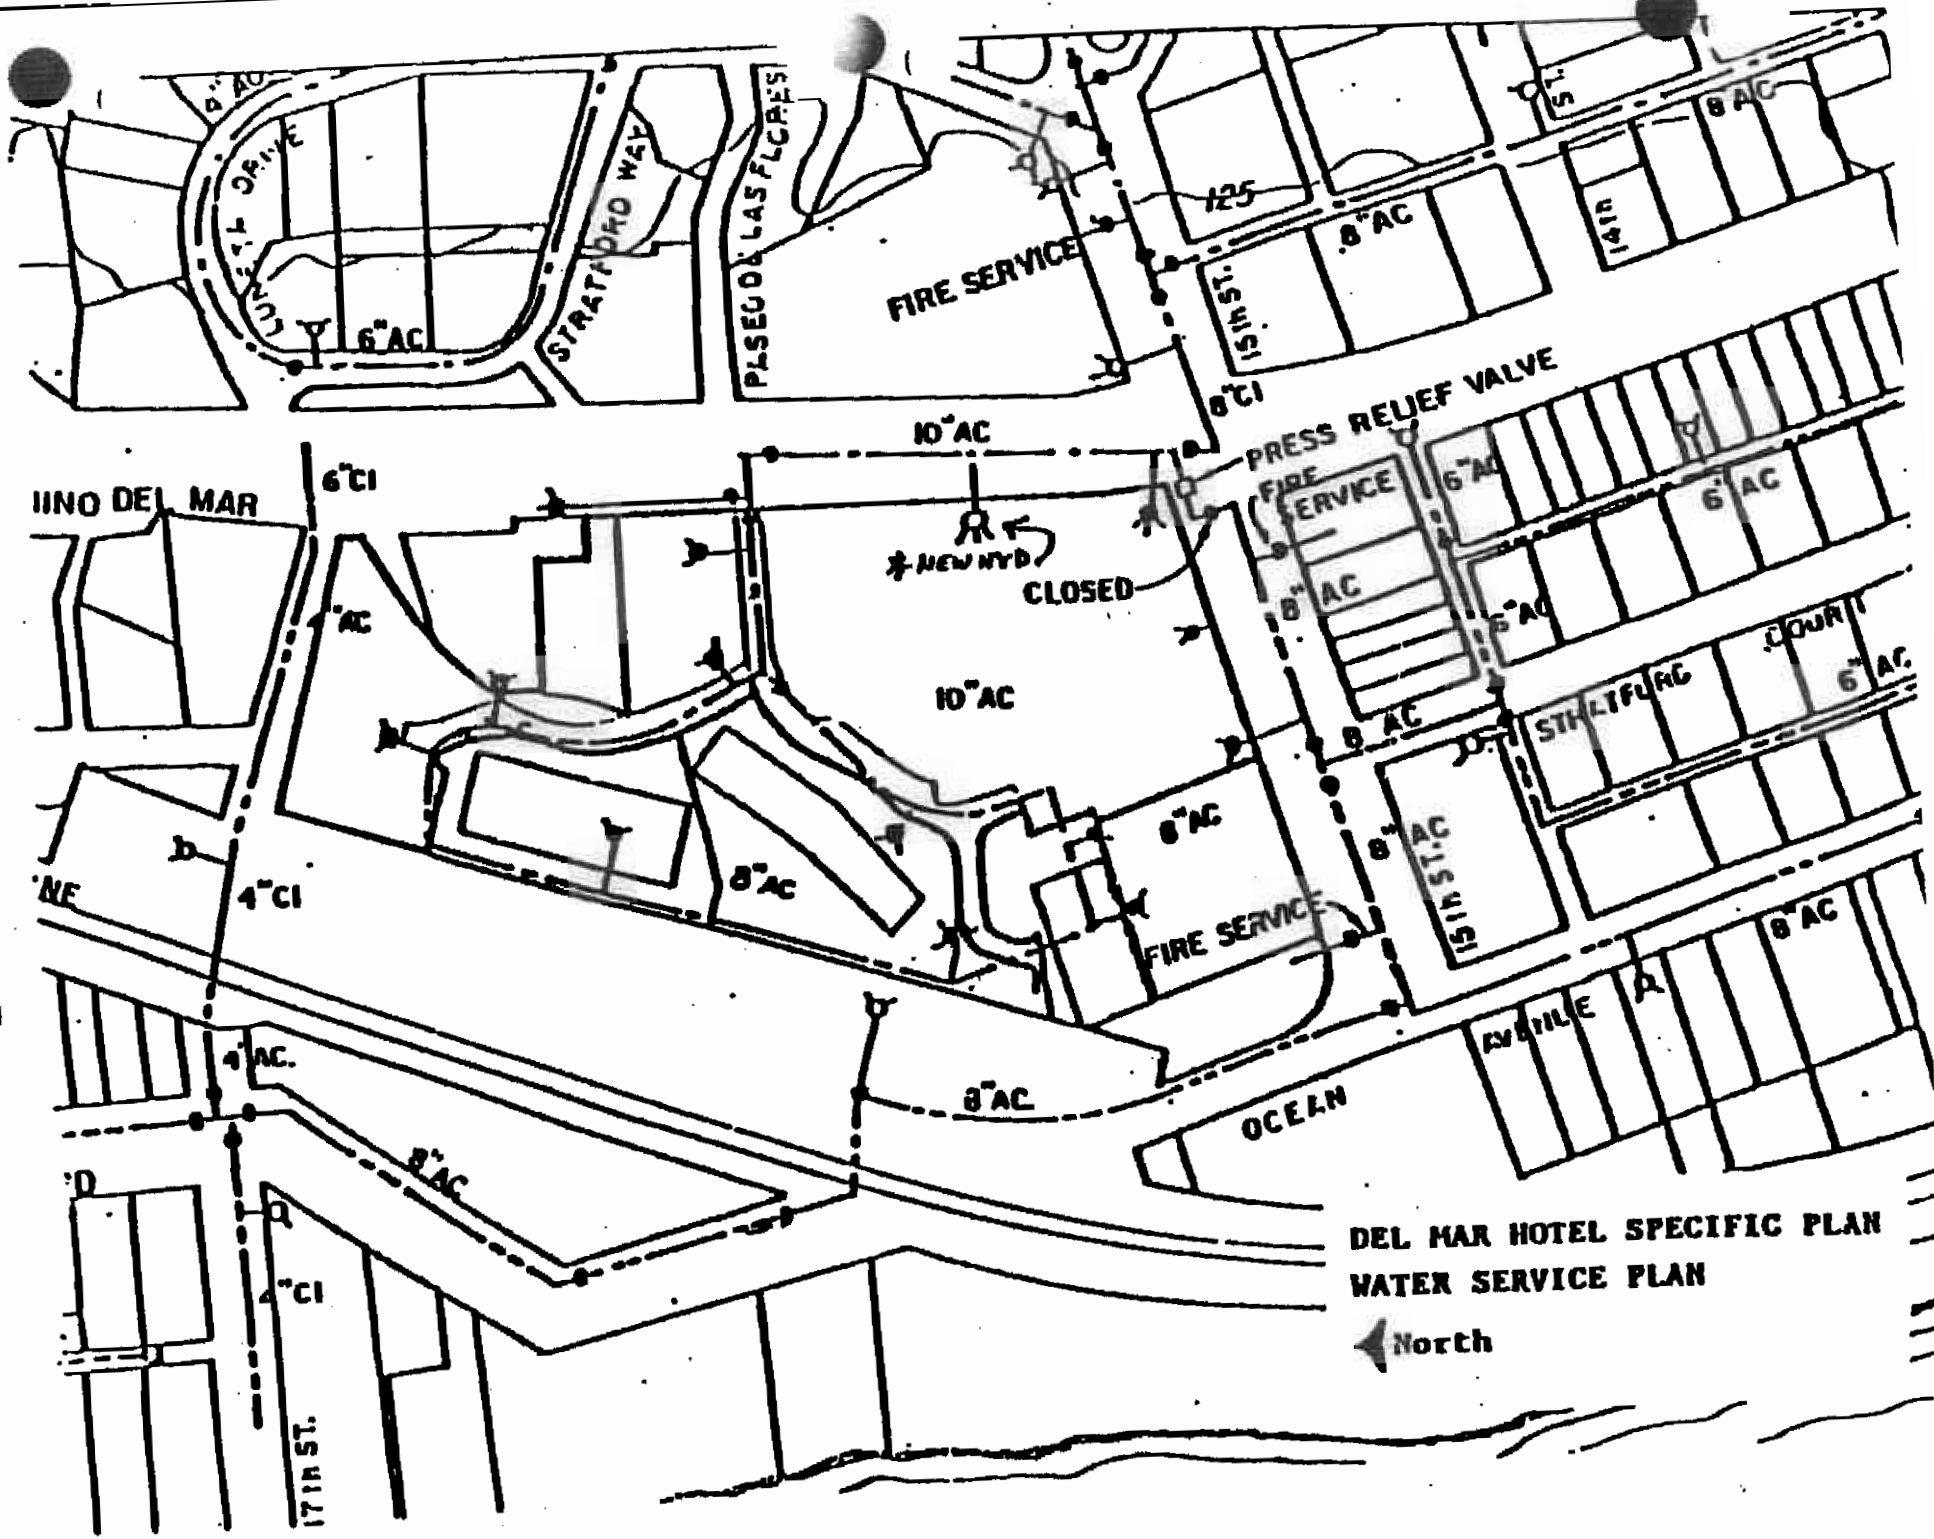 DRIVE
STRATFORD WAY
PASEO DE LAS FLORES
125
ST.
8" AC
8" AC
14th
FIRE SERVICE
15th ST.
6" AC
8" CI
10" AC
PRESS RELIEF VALVE
6" CI
FIRE
SERVICE
6" AC
6" AC
IINO DEL MAR
* NEW HYD.
CLOSED
8" AC
6" AC
COURT
10" AC
8" AC
6" AC.
8" AC
8" AC
8" AC
15th ST.
4" CI
FIRE SERVICE
8" AC
AVENUE
4" AC.
8" AC
OCEAN
8" AC
CI
17th ST.
DEL MAR HOTEL SPECIFIC PLAN
WATER SERVICE PLAN
North